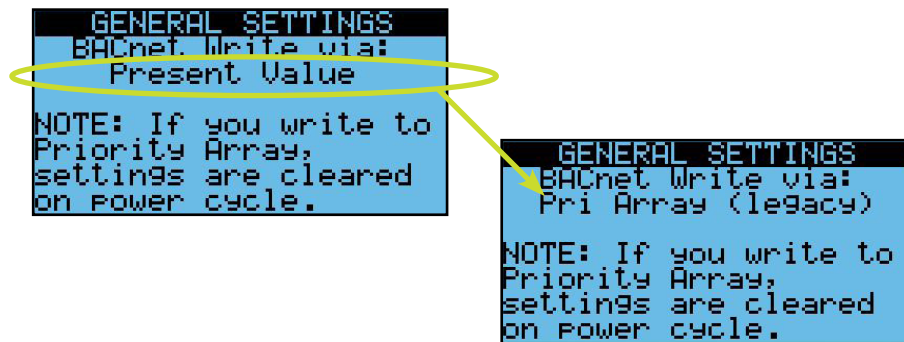 GENERAL SETTINGS
BACnet Write via:
Present Value
NOTE: If you write to
Priority Array,
settings are cleared
on power cycle.
GENERAL SETTINGS
BACnet Write via:
Pri Array (legacy)
NOTE: If you write to
Priority Array,
settings are cleared
on power cycle.